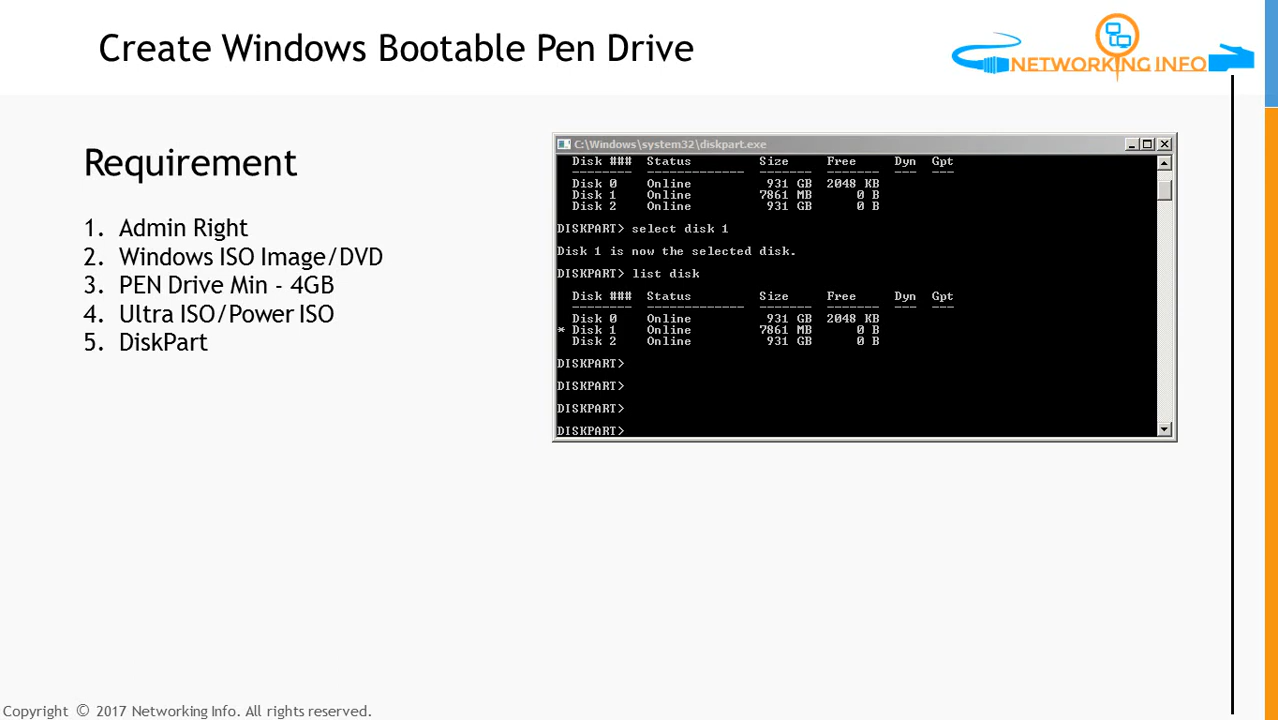 Create Windows Bootable Pen Drive
NETWORKING INFO
Requirement
1. Admin Right
2. Windows ISO Image/DVD
3. PEN Drive Min - 4GB
4. Ultra ISO/Power ISO
5. DiskPart
C:\Windows\system32\diskpart.exe
Disk ### Status Size Free Dyn Gpt
-------- ------------- ------- ------- --- ---
Disk 0 Online 931 GB 2048 KB
Disk 1 Online 7861 MB 0 B
Disk 2 Online 931 GB 0 B
DISKPART> select disk 1
Disk 1 is now the selected disk.
DISKPART> list disk
Disk ### Status Size Free Dyn Gpt
-------- ------------- ------- ------- --- ---
Disk 0 Online 931 GB 2048 KB
* Disk 1 Online 7861 MB 0 B
Disk 2 Online 931 GB 0 B
DISKPART>
DISKPART>
DISKPART>
DISKPART>
Copyright © 2017 Networking Info. All rights reserved.